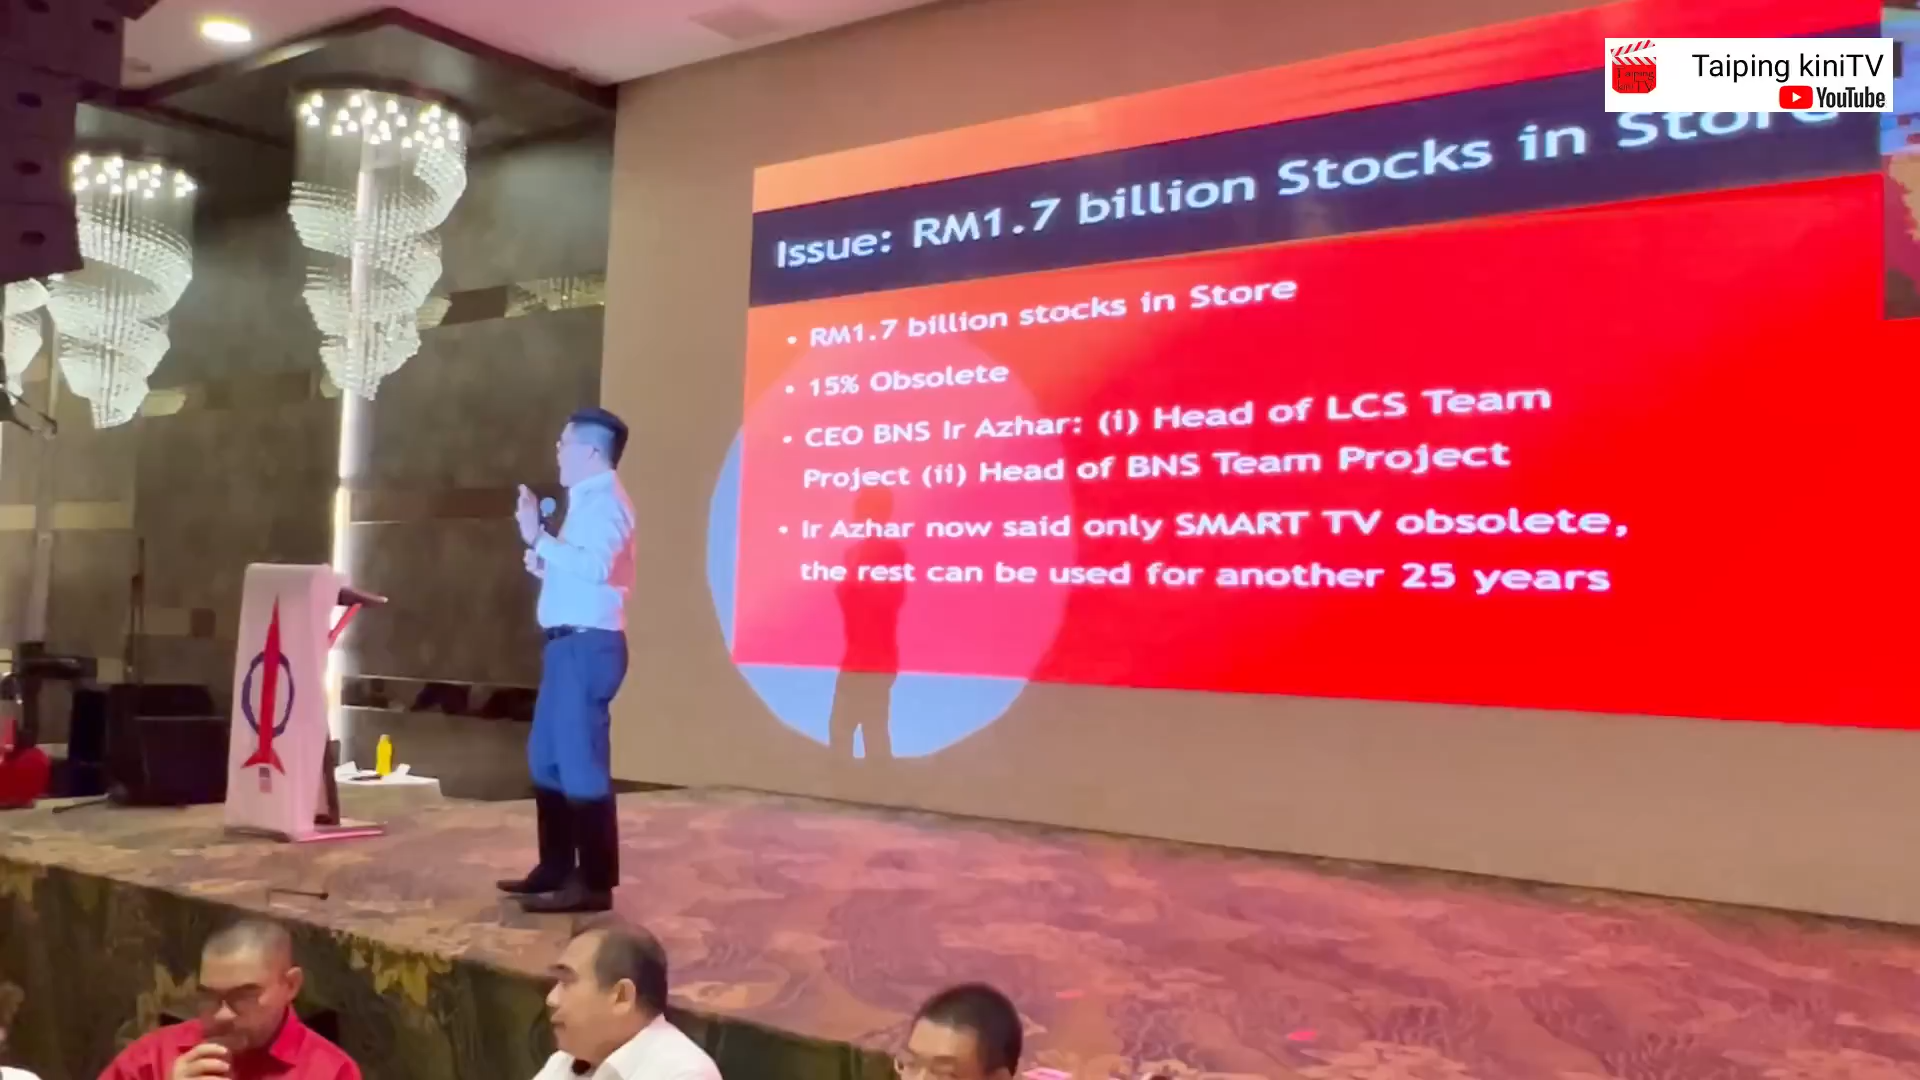 Taiping kiniTV
YouTube
Taiping
kiniTV
Issue: RM1.7 billion Stocks in Store
• RM1.7 billion stocks in Store
• 15% Obsolete
• CEO BNS Ir Azhar: (i) Head of LCS Team
Project (ii) Head of BNS Team Project
• Ir Azhar now said only SMART TV obsolete,
the rest can be used for another 25 years